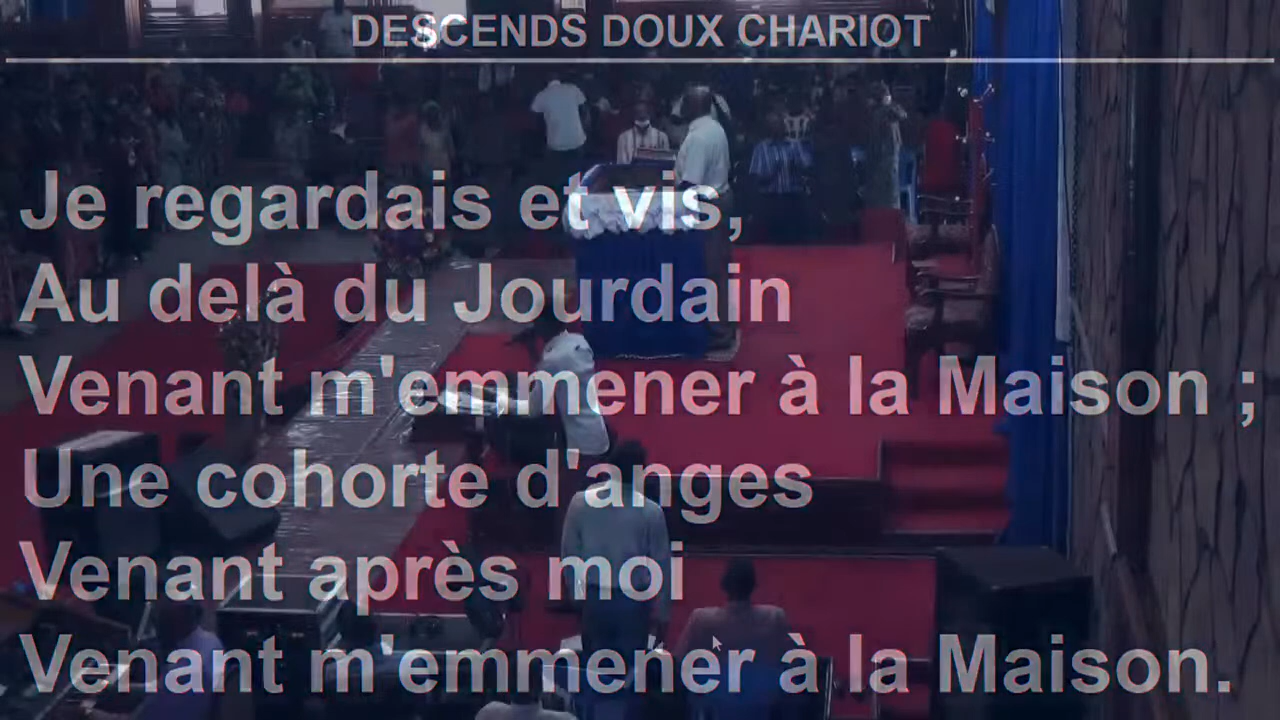 DESCENDS DOUX CHARIOT
Je regardais et vis,
Au delà du Jourdain
Venant m'emmener à la Maison ;
Une cohorte d'anges
Venant après moi
Venant m'emmener à la Maison.